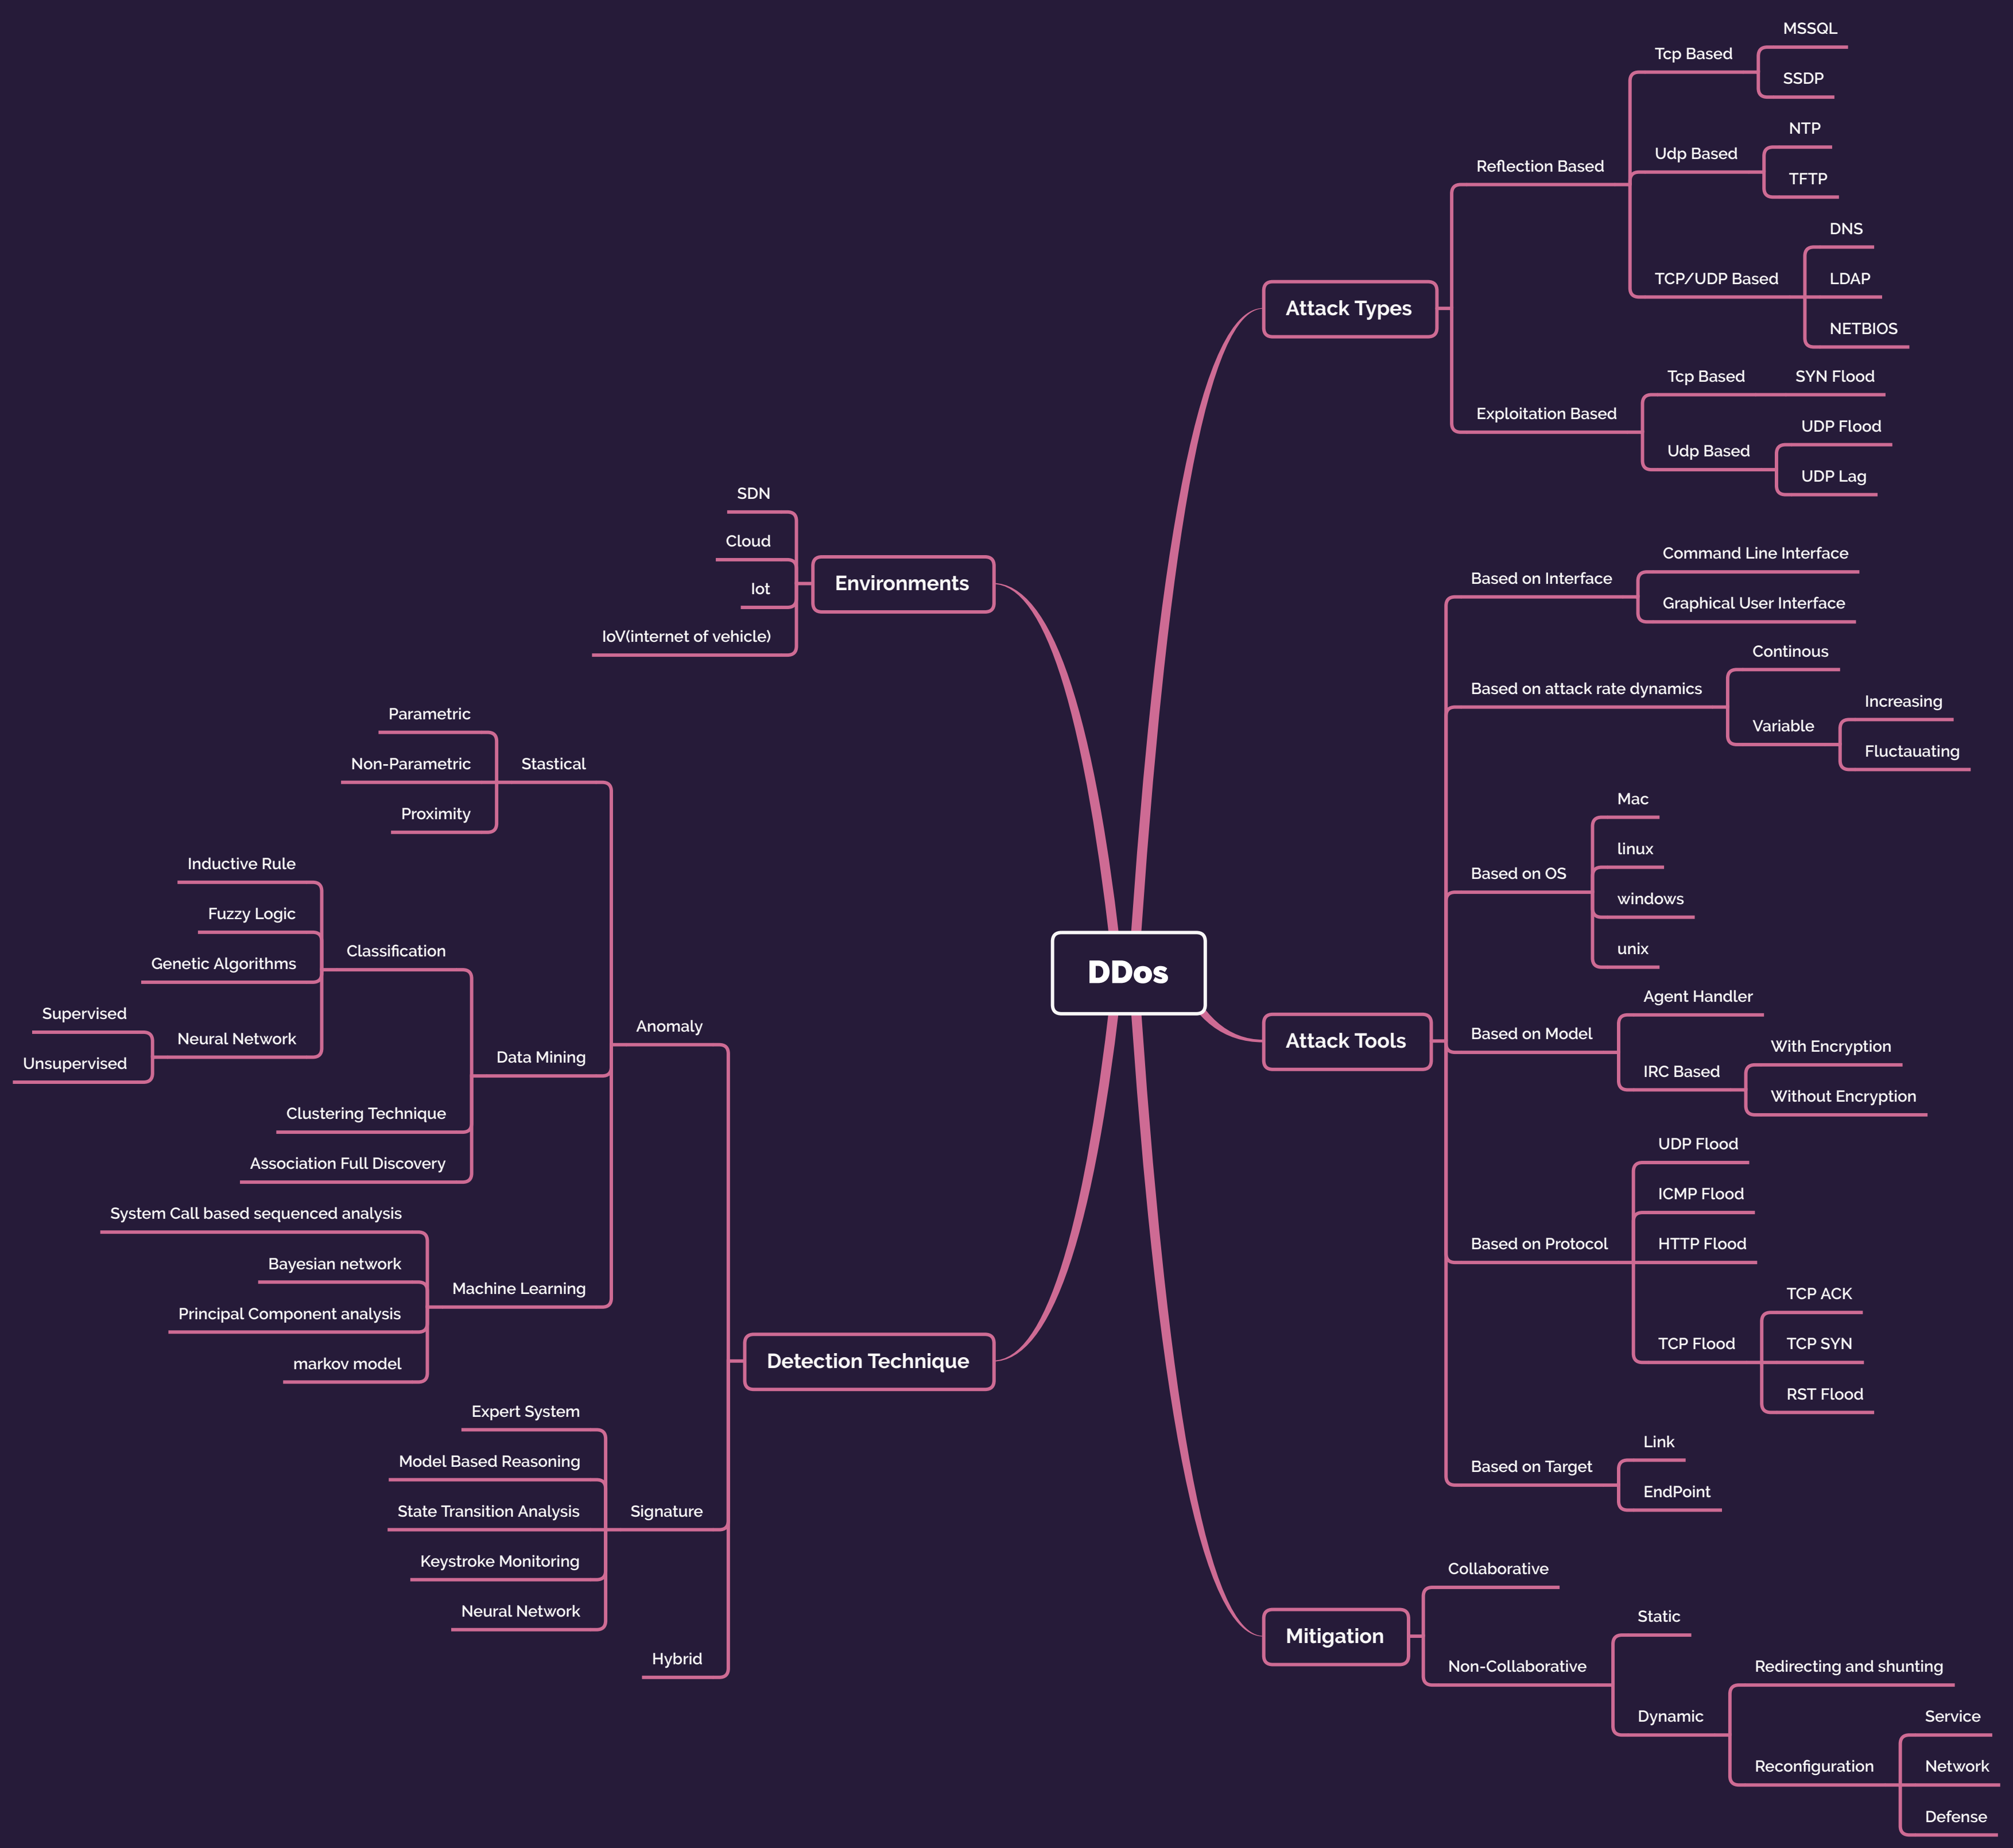 DDos
Attack Types
Reflection Based
Tcp Based
MSSQL
SSDP
Udp Based
NTP
TFTP
TCP/UDP Based
DNS
LDAP
NETBIOS
Exploitation Based
Tcp Based
SYN Flood
Udp Based
UDP Flood
UDP Lag
Attack Tools
Based on Interface
Command Line Interface
Graphical User Interface
Based on attack rate dynamics
Continous
Variable
Increasing
Fluctauating
Based on OS
Mac
linux
windows
unix
Based on Model
Agent Handler
IRC Based
With Encryption
Without Encryption
Based on Protocol
UDP Flood
ICMP Flood
HTTP Flood
TCP Flood
TCP ACK
TCP SYN
RST Flood
Based on Target
Link
EndPoint
Mitigation
Collaborative
Non-Collaborative
Static
Dynamic
Redirecting and shunting
Reconfiguration
Service
Network
Defense
Environments
SDN
Cloud
Iot
IoV(internet of vehicle)
Detection Technique
Anomaly
Stastical
Parametric
Non-Parametric
Proximity
Data Mining
Classification
Inductive Rule
Fuzzy Logic
Genetic Algorithms
Neural Network
Supervised
Unsupervised
Clustering Technique
Association Full Discovery
Machine Learning
System Call based sequenced analysis
Bayesian network
Principal Component analysis
markov model
Signature
Expert System
Model Based Reasoning
State Transition Analysis
Keystroke Monitoring
Neural Network
Hybrid